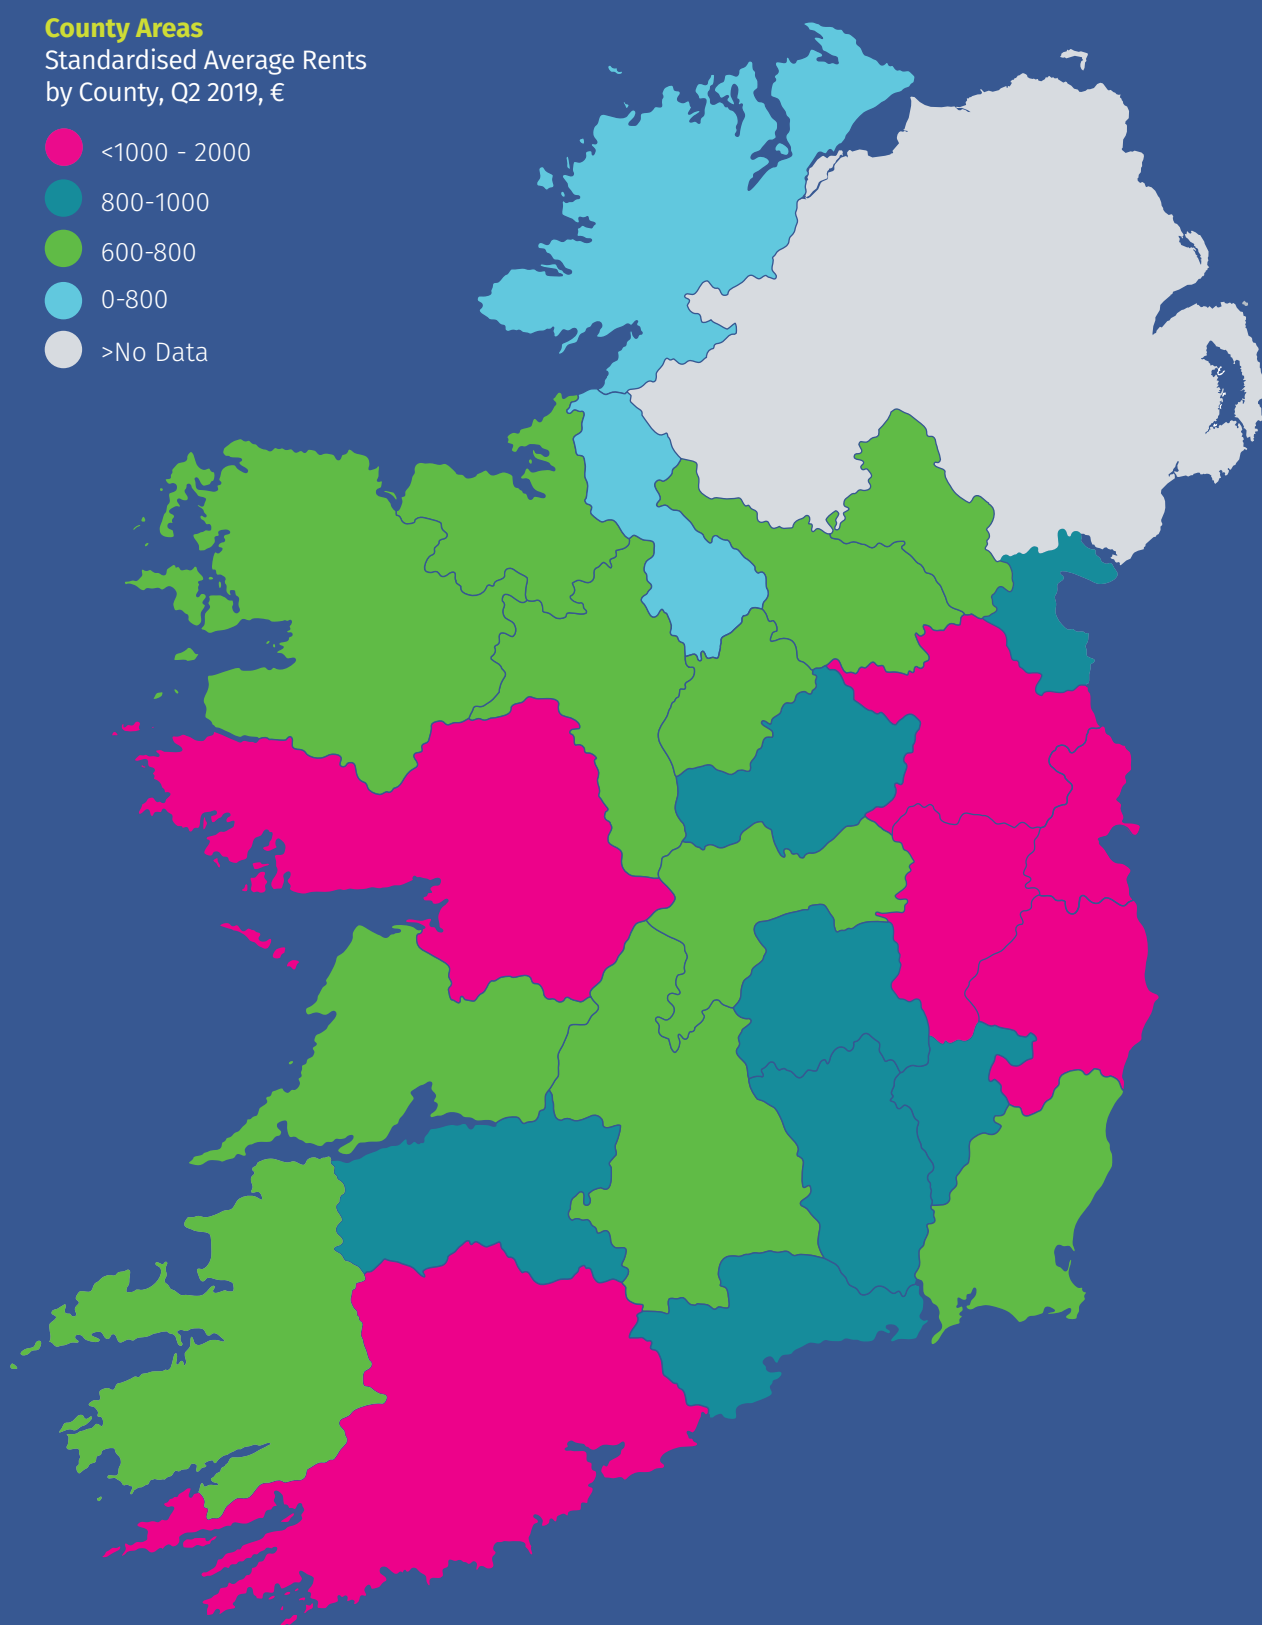 County Areas
Standardised Average Rents
by County, Q2 2019, €
<1000 - 2000
800-1000
600-800
0-800
>No Data